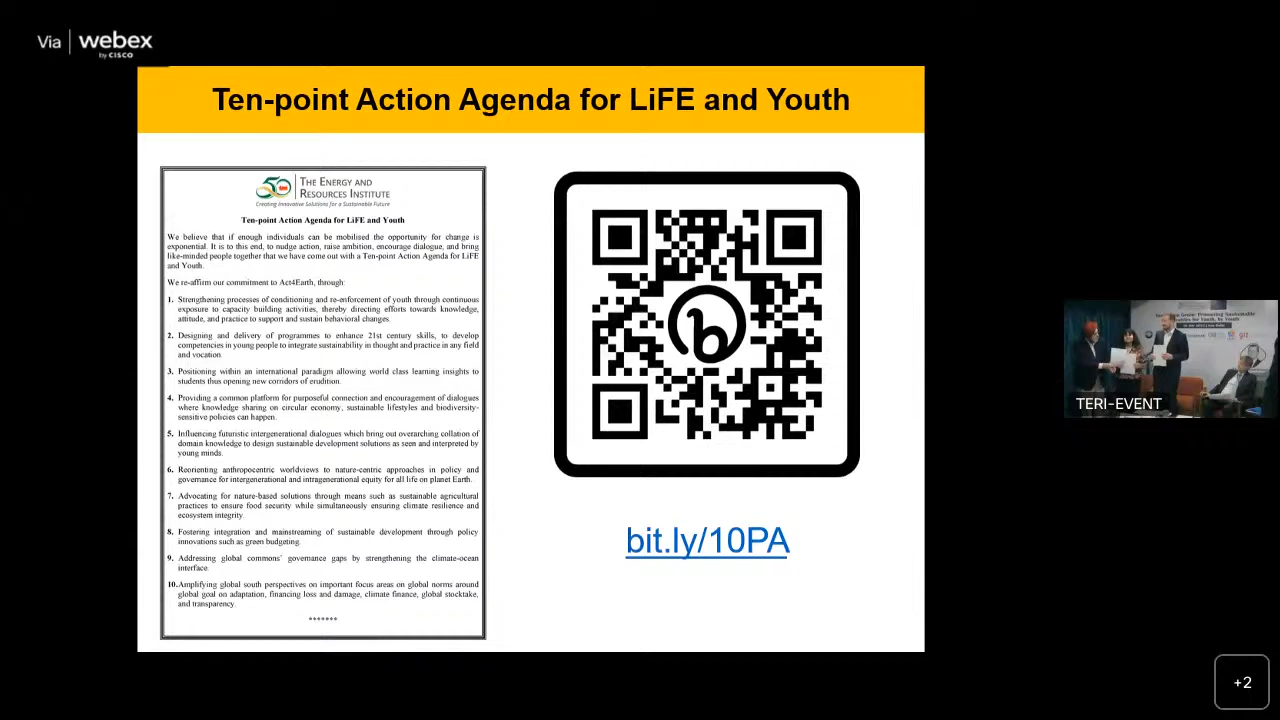 Via webex
by CISCO
Ten-point Action Agenda for LiFE and Youth
50
THE ENERGY AND
RESOURCES INSTITUTE
Creating Innovative Solutions for a Sustainable Future
Ten-point Action Agenda for LiFE and Youth
We believe that if enough individuals can be mobilised the opportunity for change is
exponential. It is to this end, to nudge action, raise ambition, encourage dialogue, and bring
like-minded people together that we have come out with a Ten-point Action Agenda for LiFE
and Youth.
We re-affirm our commitment to Act4Earth, through:
1. Strengthening processes of conditioning and re-enforcement of youth through continuous
exposure to capacity building activities, thereby directing efforts towards knowledge,
attitude, and practice to support and sustain behavioral changes.
2. Designing and delivery of programmes to enhance 21st century skills, to develop
competencies in young people to integrate sustainability in thought and practice in any field
and vocation.
3. Positioning within an international paradigm allowing world class learning insights to
students thus opening new corridors of erudition.
4. Providing a common platform for purposeful connection and encouragement of dialogues
where knowledge sharing on circular economy, sustainable lifestyles and biodiversity-
sensitive policies can happen.
5. Influencing futuristic intergenerational dialogues which bring out overarching collation of
domain knowledge to design sustainable development solutions as seen and interpreted by
young minds.
6. Reorienting anthropocentric worldviews to nature-centric approaches in policy and
governance for intergenerational and intragenerational equity for all life on planet Earth.
7. Advocating for nature-based solutions through means such as sustainable agricultural
practices to ensure food security while simultaneously ensuring climate resilience and
ecosystem integrity.
8. Fostering integration and mainstreaming of sustainable development through policy
innovations such as green budgeting.
9. Addressing global commons' governance gaps by strengthening the climate-ocean
interface.
10. Amplifying global south perspectives on important focus areas on global norms around
global goal on adaptation, financing loss and damage, climate finance, global stocktake,
and transparency.
*******
b
bit.ly/10PA
Green: Promoting Sustainable
for Youth, by Youth
TERI-EVENT
+2